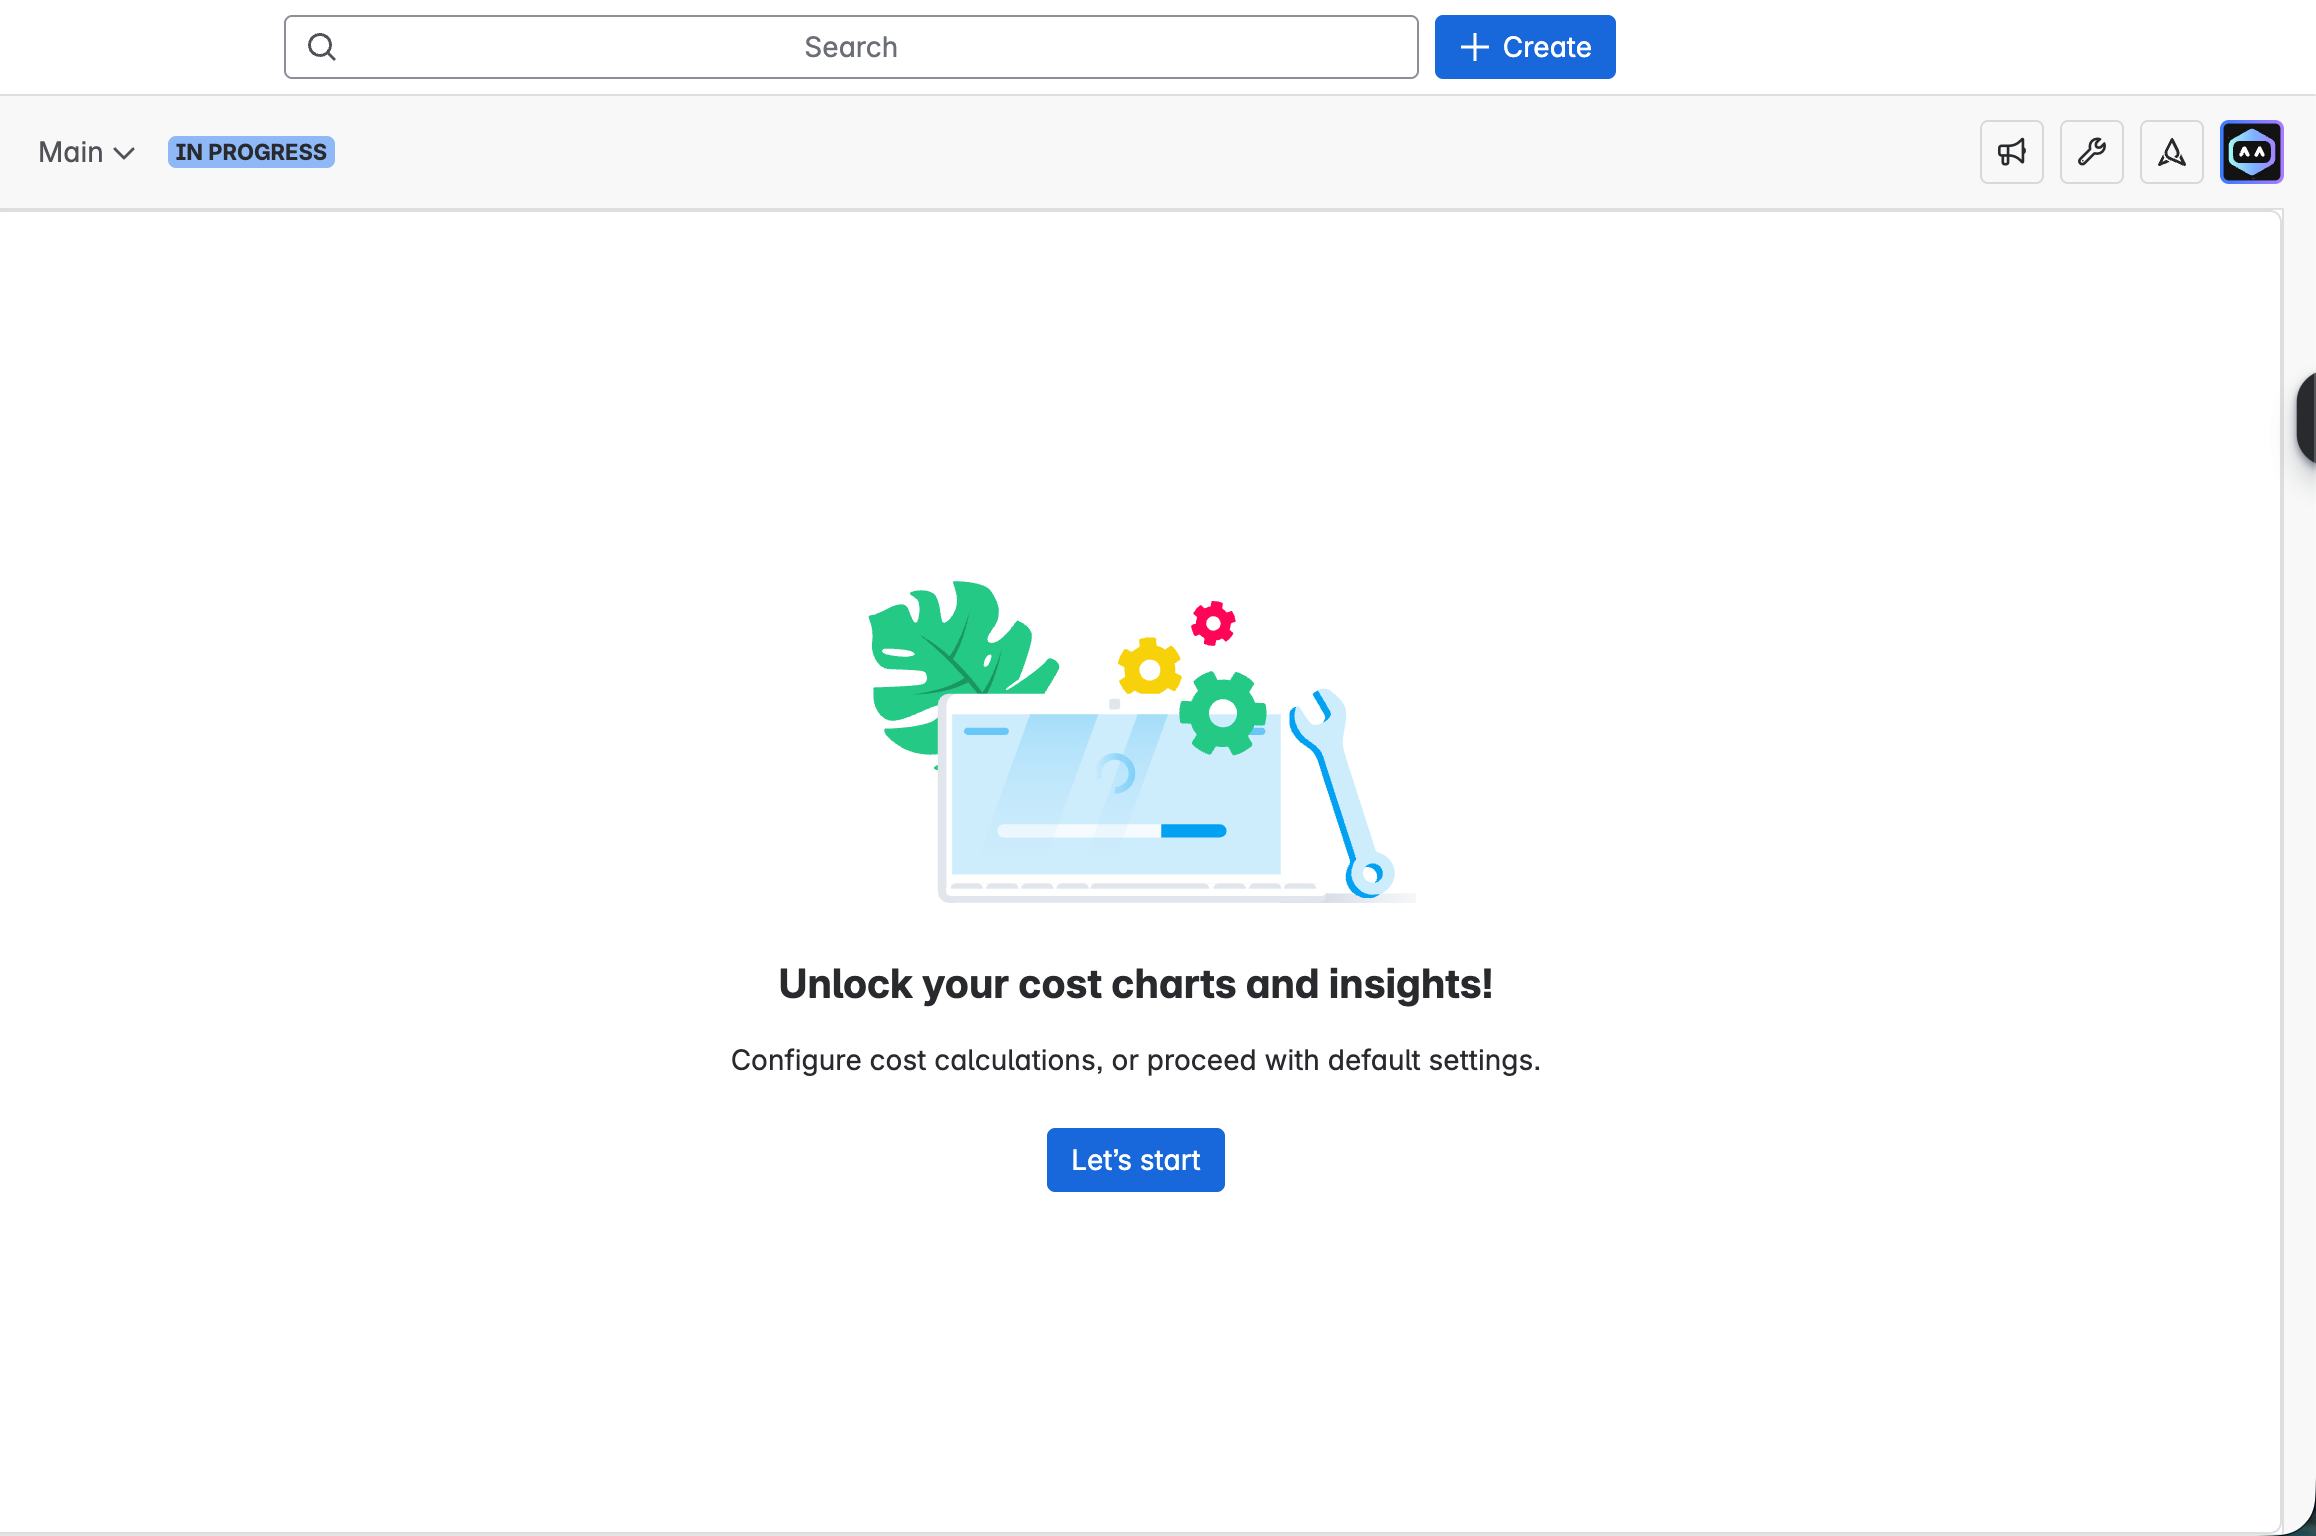 Search
Create
Main
IN PROGRESS
Unlock your cost charts and insights!
Configure cost calculations, or proceed with default settings.
Let’s start